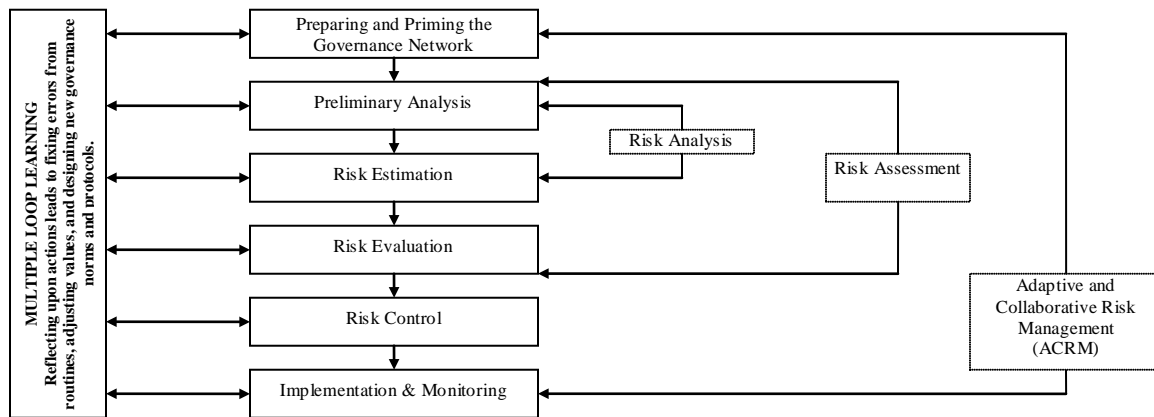 MULTIPLE LOOP LEARNING
Reflecting upon actions leads to fixing errors from
routines, adjusting values, and designing new governance
norms and protocols.
Preparing and Priming the
Governance Network
Preliminary Analysis
Risk Analysis
Risk Estimation
Risk Assessment
Risk Evaluation
Risk Control
Adaptive and
Collaborative Risk
Management
(ACRM)
Implementation & Monitoring